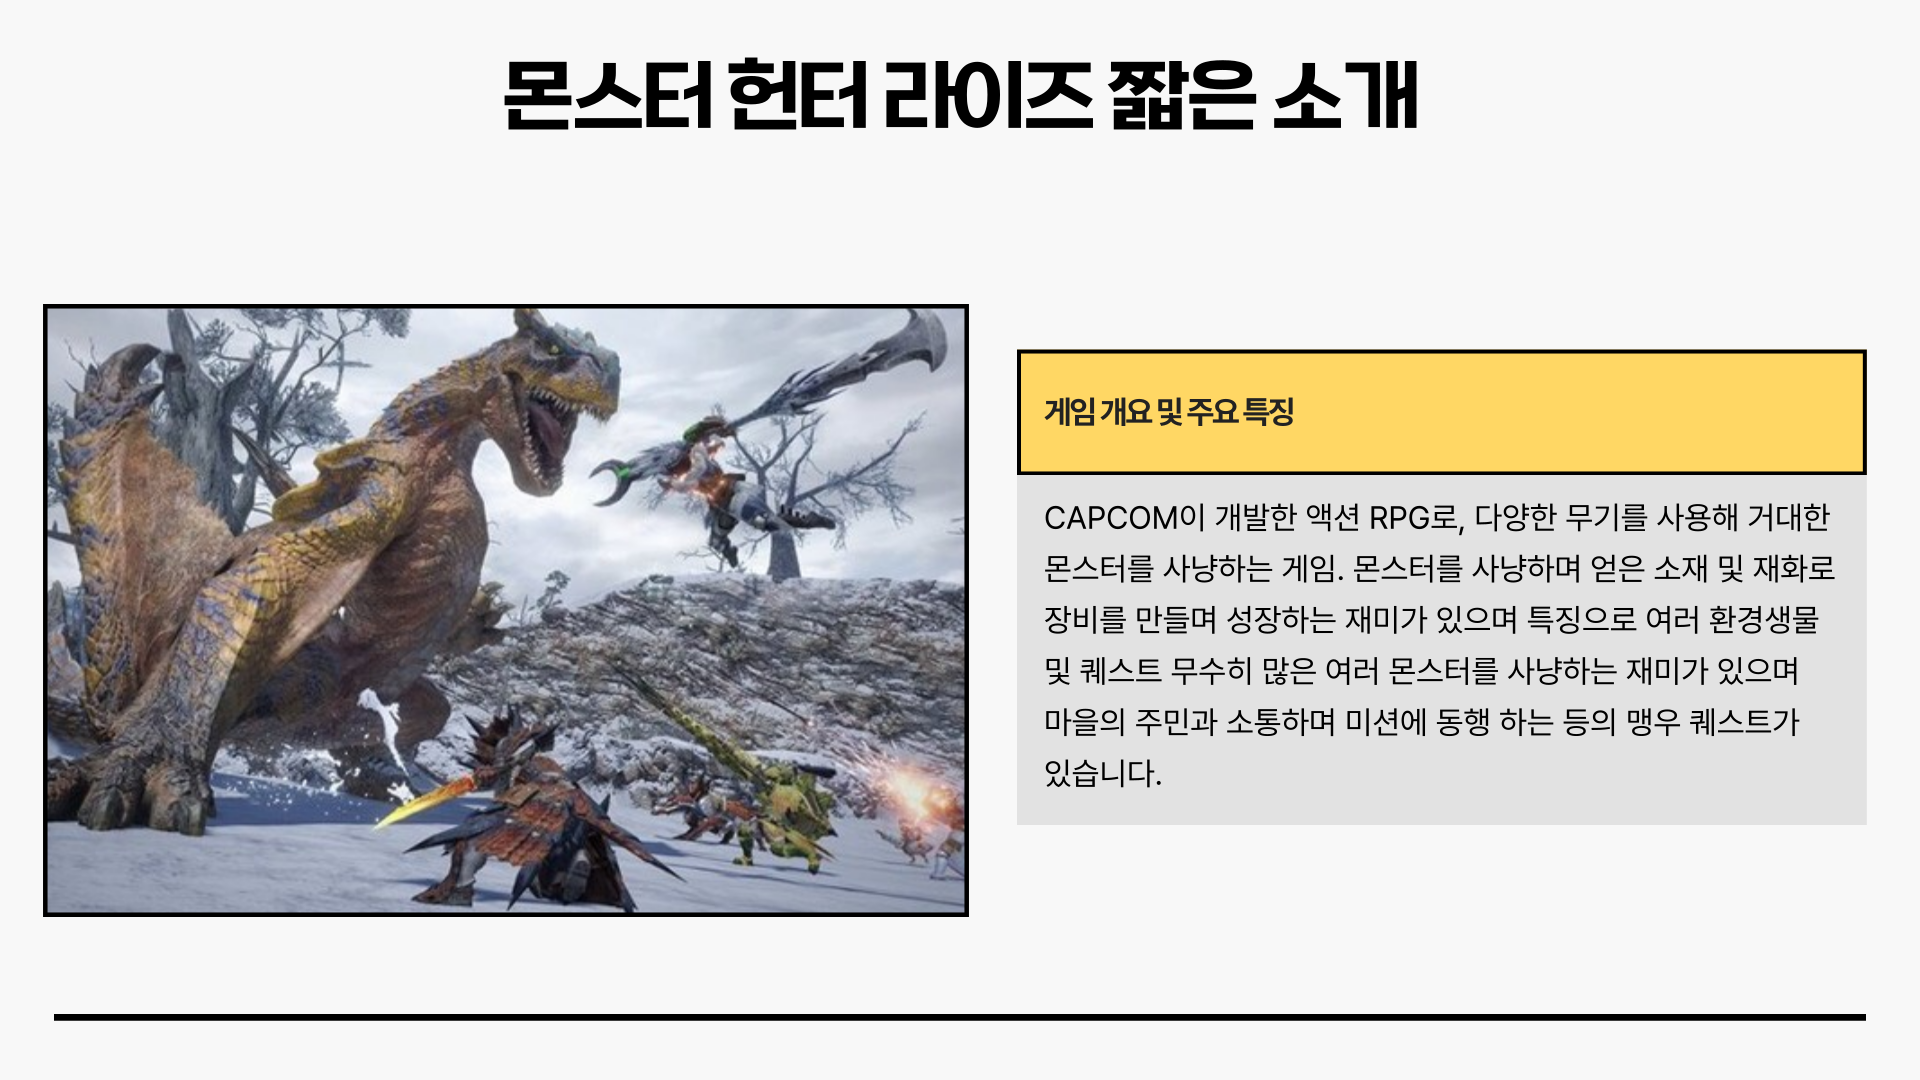 몬스터 헌터 라이즈 짧은 소개
게임 개요 및 주요 특징
CAPCOM이 개발한 액션 RPG로, 다양한 무기를 사용해 거대한
몬스터를 사냥하는 게임. 몬스터를 사냥하며 얻은 소재 및 재화로
장비를 만들며 성장하는 재미가 있으며 특징으로 여러 환경생물
및 퀘스트 무수히 많은 여러 몬스터를 사냥하는 재미가 있으며
마을의 주민과 소통하며 미션에 동행 하는 등의 맹우 퀘스트가
있습니다.